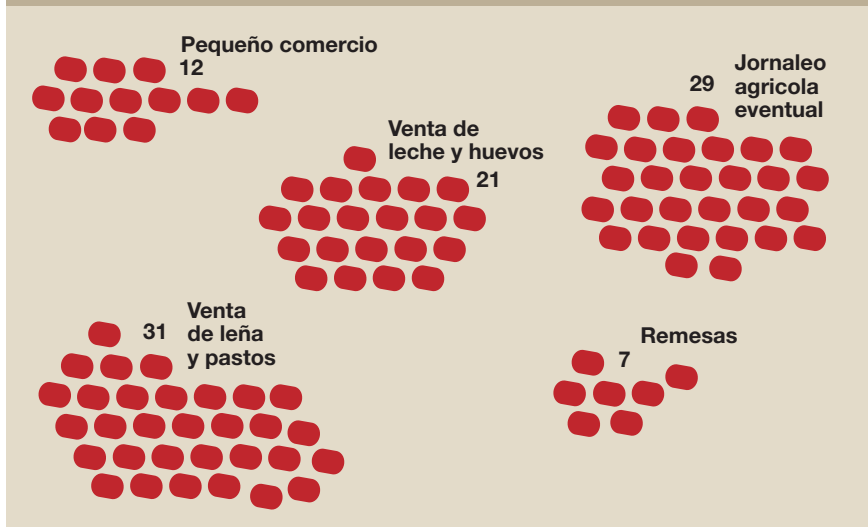 Pequeño comercio
12
Jornaleo
29 agricola
eventual
Venta de
leche y huevos
21
Venta
31 de leña
y pastos
Remesas
7